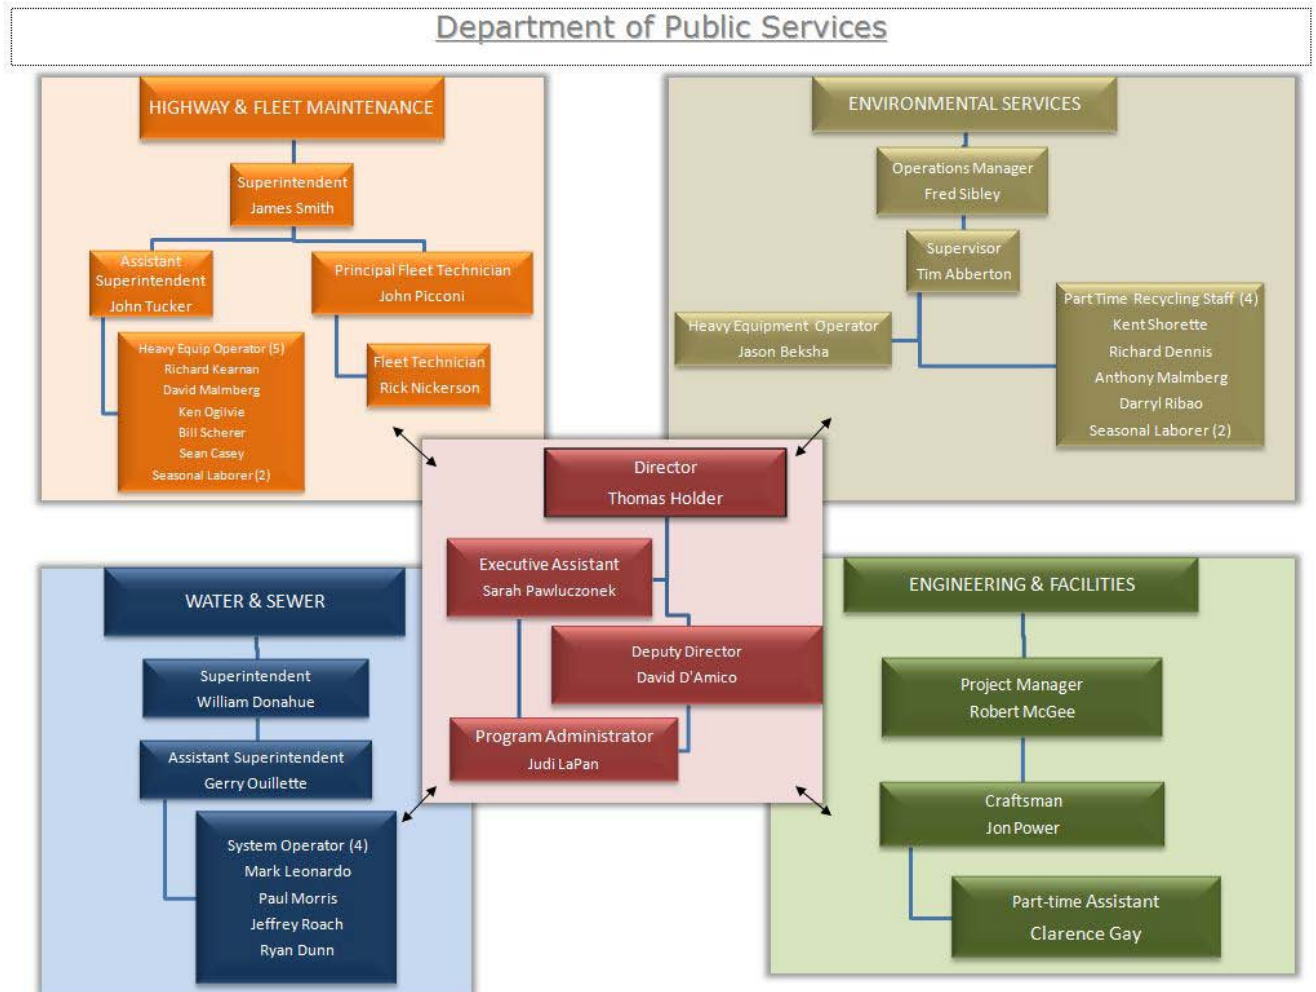 Department of Public Services
HIGHWAY & FLEET MAINTENANCE
Superintendent
James Smith
Assistant
Superintendent
John Tucker
Heavy Equip Operator (5)
Richard Kearnan
David Malmberg
Ken Ogilvie
Bill Scherer
Sean Casey
Seasonal Laborer (2)
Principal Fleet Technician
John Picconi
Fleet Technician
Rick Nickerson
ENVIRONMENTAL SERVICES
Operations Manager
Fred Sibley
Supervisor
Tim Abberton
Heavy Equipment Operator
Jason Beksha
Part Time Recycling Staff (4)
Kent Shorette
Richard Dennis
Anthony Malmberg
Darryl Ribao
Seasonal Laborer (2)
Director
Thomas Holder
Executive Assistant
Sarah Pawluczonek
Deputy Director
David D'Amico
Program Administrator
Judi LaPan
WATER & SEWER
Superintendent
William Donahue
Assistant Superintendent
Gerry Ouillette
System Operator (4)
Mark Leonardo
Paul Morris
Jeffrey Roach
Ryan Dunn
ENGINEERING & FACILITIES
Project Manager
Robert McGee
Craftsman
Jon Power
Part-time Assistant
Clarence Gay